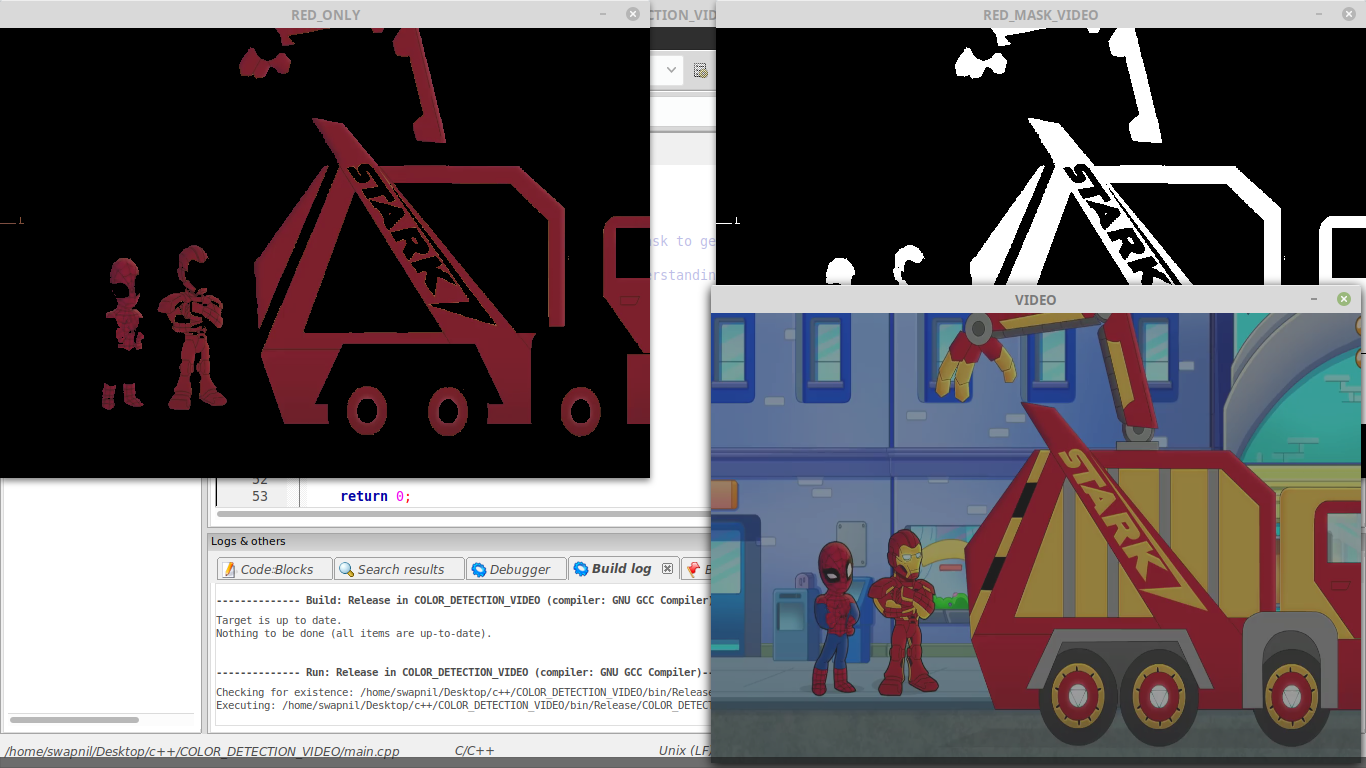 RED_ONLY
CTION_VID
RED_MASK_VIDEO
STARK
STARK
sk to ge
erstanding
VIDEO
STARK
52
53 return 0;
Logs & others
Code:Blocks
Search results
Debugger
Build log
B
-------------- Build: Release in COLOR_DETECTION_VIDEO (compiler: GNU GCC Compiler)
Target is up to date.
Nothing to be done (all items are up-to-date).
-------------- Run: Release in COLOR_DETECTION_VIDEO (compiler: GNU GCC Compiler)--
Checking for existence: /home/swapnil/Desktop/c++/COLOR_DETECTION_VIDEO/bin/Release
Executing: /home/swapnil/Desktop/c++/COLOR_DETECTION_VIDEO/bin/Release/COLOR_DETECT
/home/swapnil/Desktop/c++/COLOR_DETECTION_VIDEO/main.cpp
C/C++
Unix (LF)